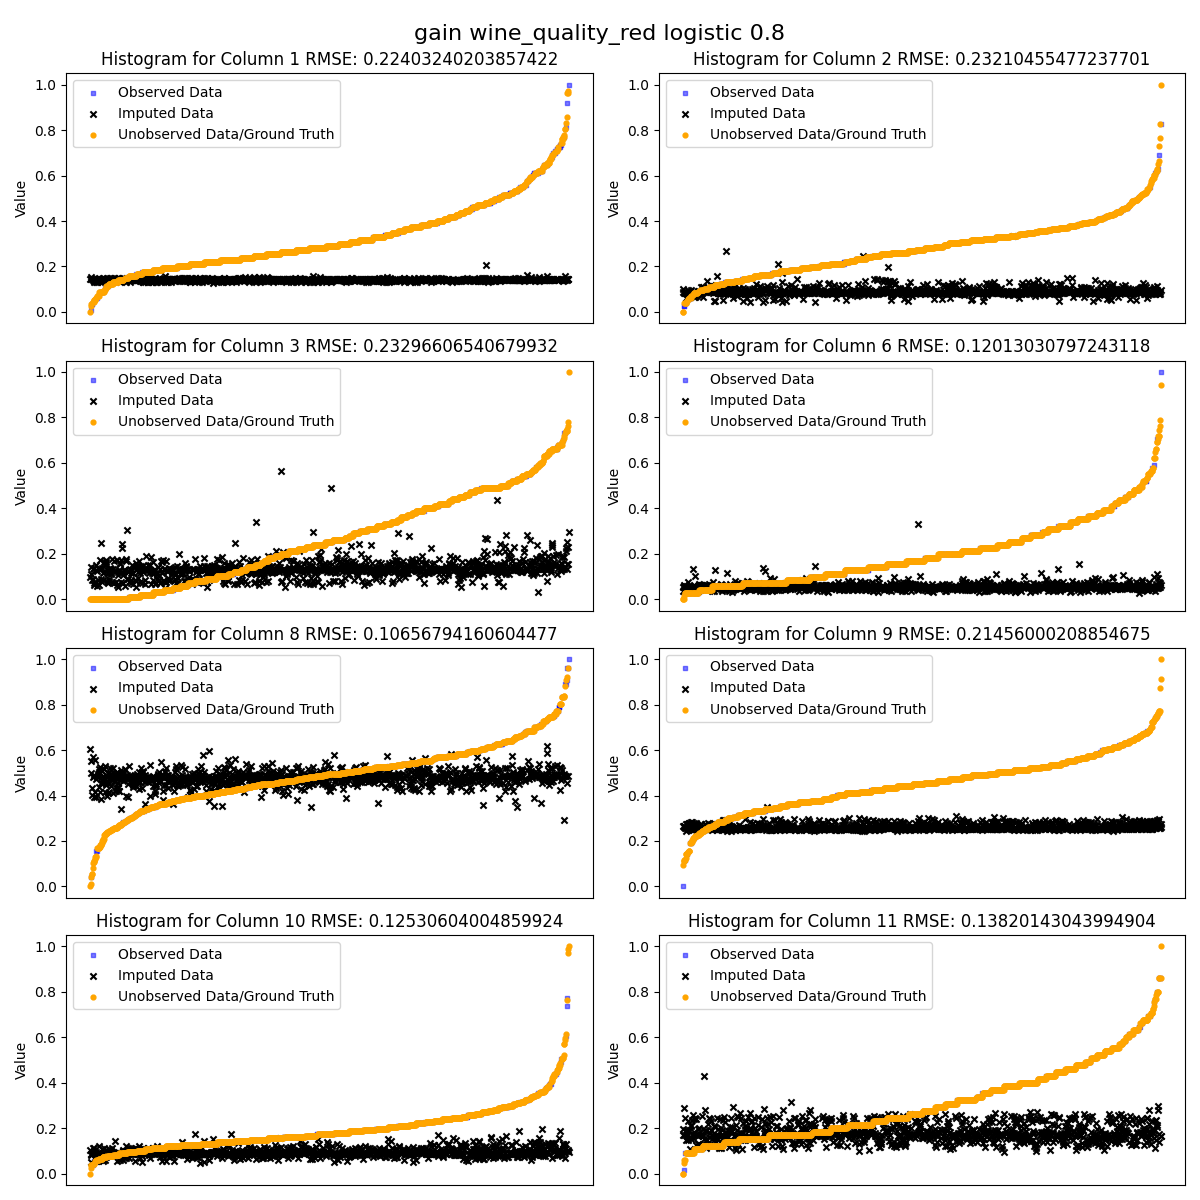 gain wine_quality_red logistic 0.8
Histogram for Column 1 RMSE: 0.22403240203857422
Histogram for Column 2 RMSE: 0.23210455477237701
1.0
0.8
0.6
0.4
0.2
0.0
Value
Observed Data
Imputed Data
Unobserved Data/Ground Truth
1.0
0.8
0.6
0.4
0.2
0.0
Value
Observed Data
Imputed Data
Unobserved Data/Ground Truth
Histogram for Column 3 RMSE: 0.23296606540679932
Histogram for Column 6 RMSE: 0.12013030797243118
1.0
0.8
0.6
0.4
0.2
0.0
Value
Observed Data
Imputed Data
Unobserved Data/Ground Truth
1.0
0.8
0.6
0.4
0.2
0.0
Value
Observed Data
Imputed Data
Unobserved Data/Ground Truth
Histogram for Column 8 RMSE: 0.10656794160604477
Histogram for Column 9 RMSE: 0.21456000208854675
1.0
0.8
0.6
0.4
0.2
0.0
Value
Observed Data
Imputed Data
Unobserved Data/Ground Truth
1.0
0.8
0.6
0.4
0.2
0.0
Value
Observed Data
Imputed Data
Unobserved Data/Ground Truth
Histogram for Column 10 RMSE: 0.12530604004859924
Histogram for Column 11 RMSE: 0.13820143043994904
1.0
0.8
0.6
0.4
0.2
0.0
Value
Observed Data
Imputed Data
Unobserved Data/Ground Truth
1.0
0.8
0.6
0.4
0.2
0.0
Value
Observed Data
Imputed Data
Unobserved Data/Ground Truth